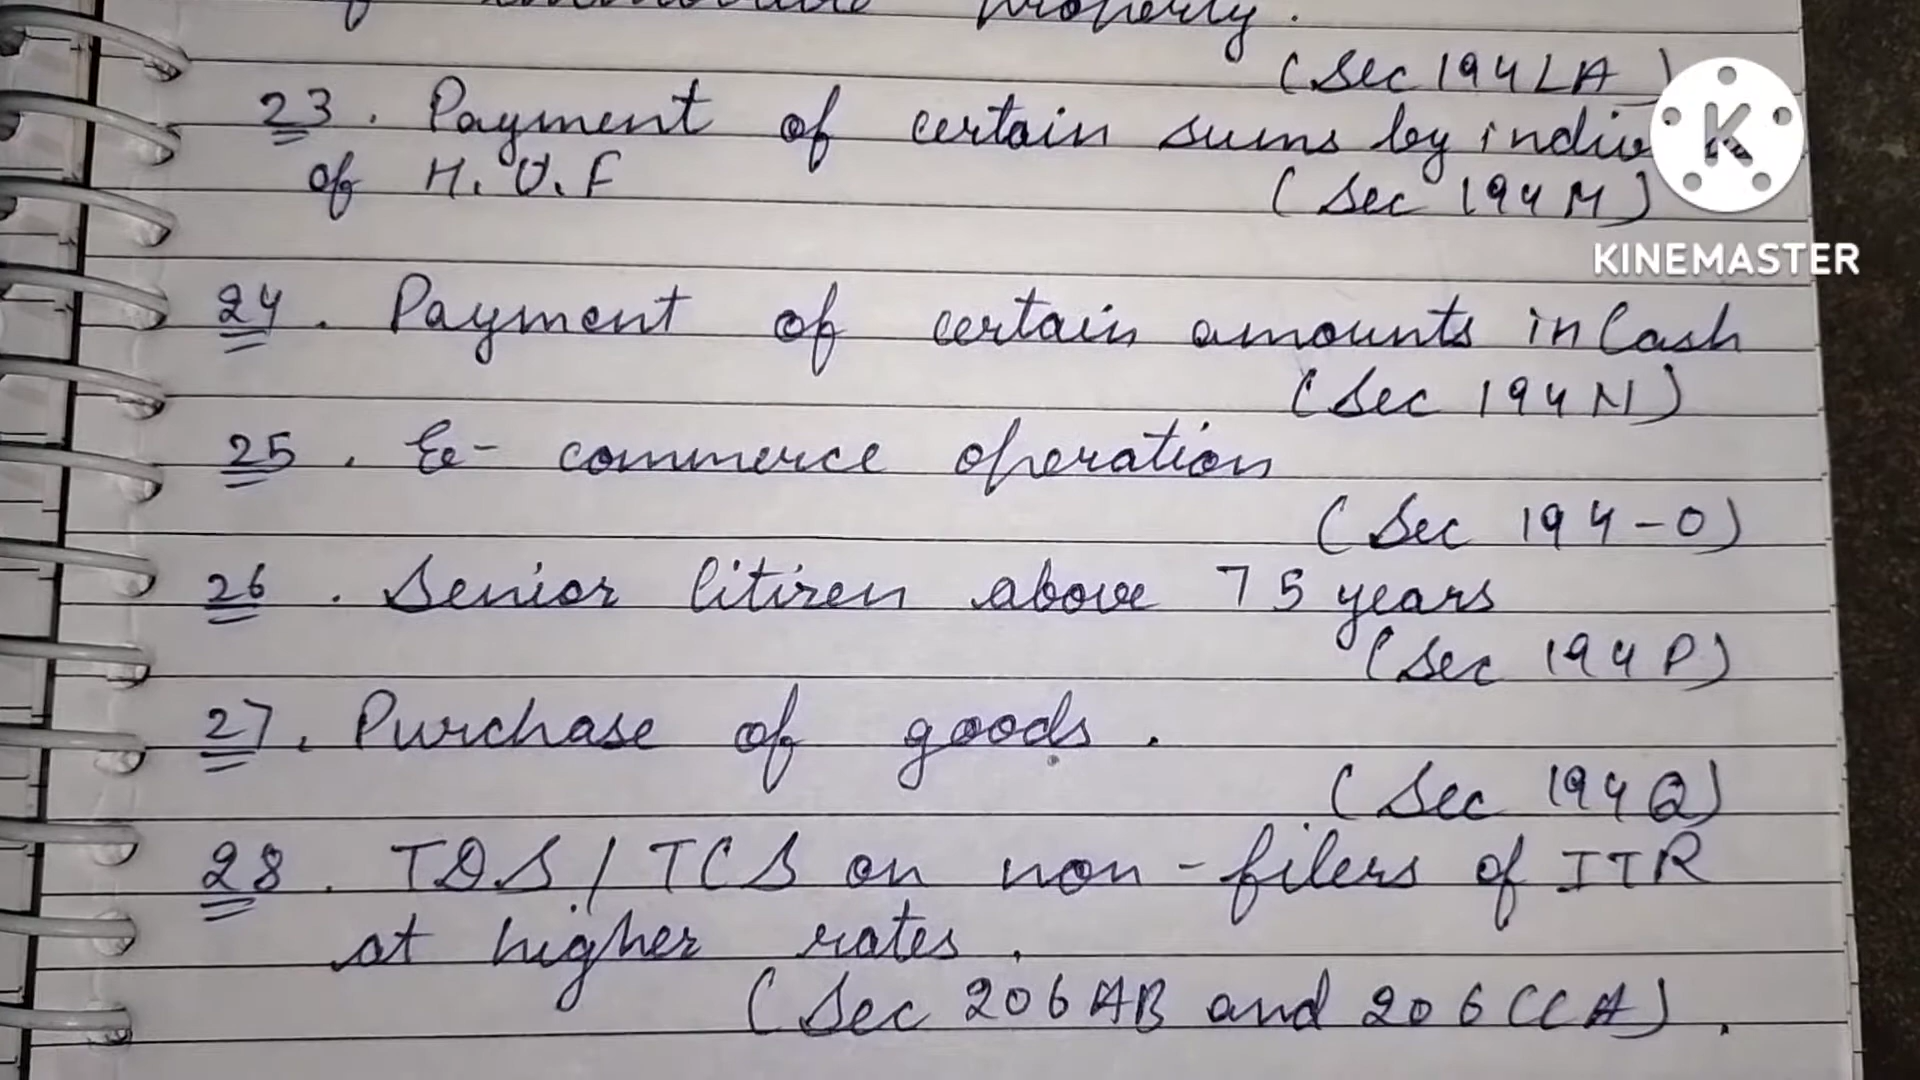 property.
(Sec 194LA)
23. Payment of certain sums by
of H.U.F
(Sec 194M)
K
KINEMASTER
24. Payment of certain amounts in Cash
(Sec 194N)
25. Ee- commerce operation
(Sec 194-O)
26. Senior Citizen above 75 years
(Sec 194P)
27. Purchase of goods.
(Sec 194Q)
28. TDS/TCS on non-filers of ITR
at higher rates.
(Sec 206AB and 206CCA).